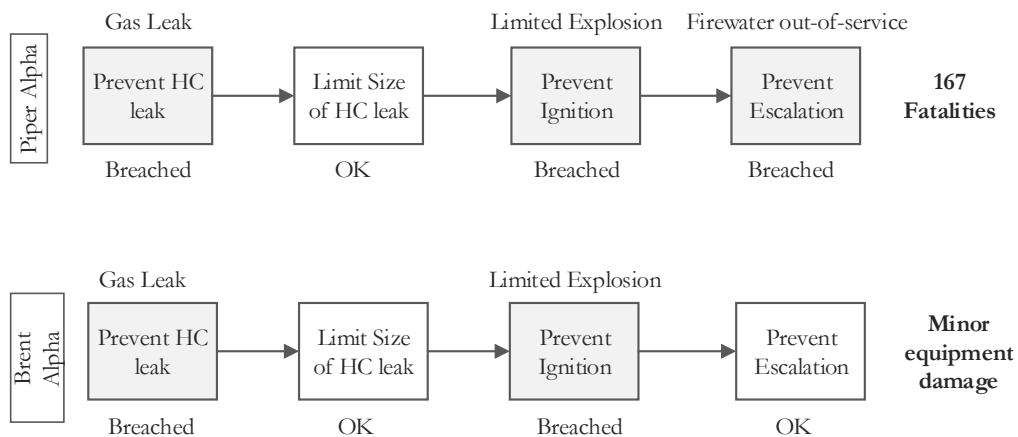 Gas Leak
Limited Explosion
Firewater out-of-service
Piper Alpha
Prevent HC
leak
Limit Size
of HC leak
Prevent
Ignition
Prevent
Escalation
167
Fatalities
Breached
OK
Breached
Breached
Gas Leak
Limited Explosion
Brent
Alpha
Prevent HC
leak
Limit Size
of HC leak
Prevent
Ignition
Prevent
Escalation
Minor
equipment
damage
Breached
OK
Breached
OK